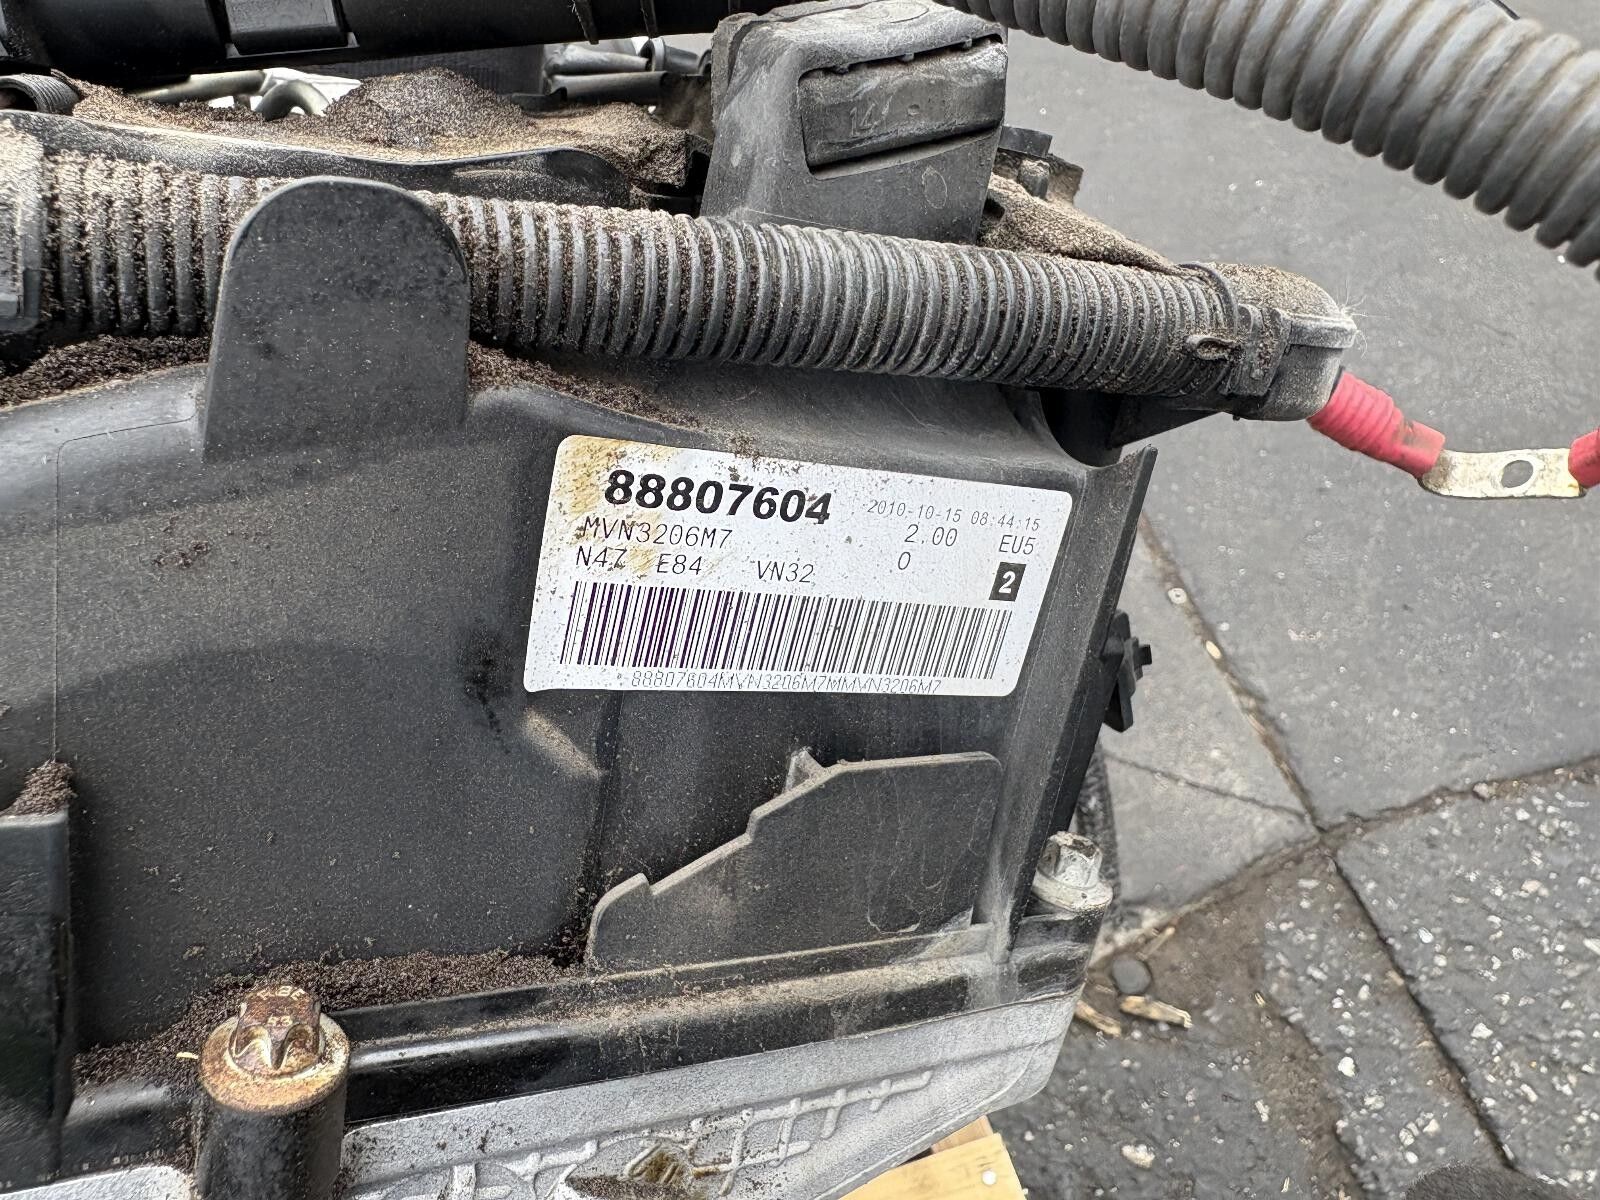 88807604 2010-10-15 08:44:15
MVN3206M7 2.00 EU5
N47 E84 VN32 0 2
88807604MVN3206M7MMVN3206M7